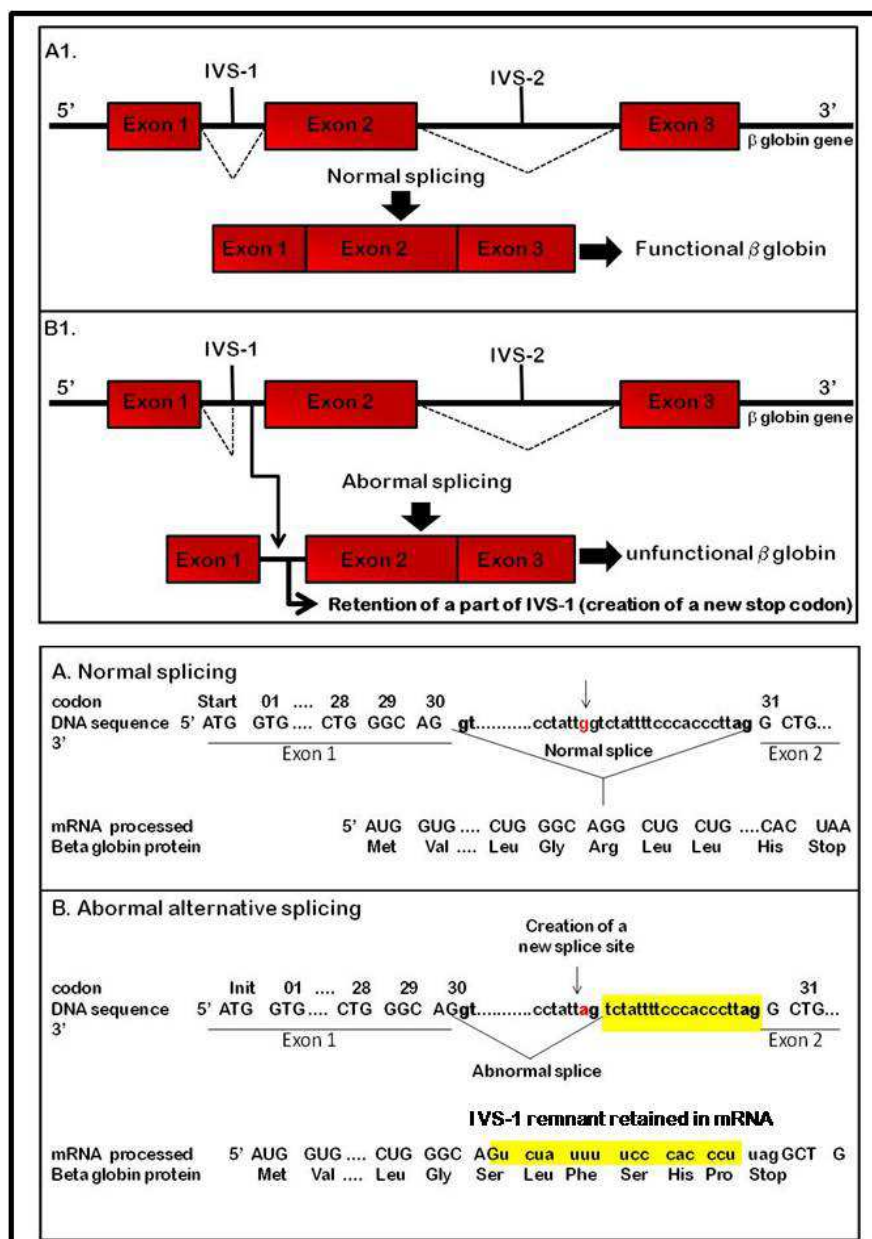 A1.
IVS-1
IVS-2
5’
3’
Exon 1
Exon 2
Exon 3
β globin gene
Normal splicing
Exon 1
Exon 2
Exon 3
Functional β globin
B1.
IVS-1
IVS-2
5’
3’
Exon 1
Exon 2
Exon 3
β globin gene
Abormal splicing
Exon 1
Exon 2
Exon 3
unfunctional β globin
Retention of a part of IVS-1 (creation of a new stop codon)
A. Normal splicing
codon Start 01 .... 28 29 30 31
DNA sequence 5’ ATG GTG.... CTG GGC AG gt...........cctattggtctattttcccacccttag G CTG...
3’
Exon 1
Normal splice
Exon 2
mRNA processed 5’ AUG GUG.... CUG GGC AGG CUG CUG ....CAC UAA
Beta globin protein Met Val .... Leu Gly Arg Leu Leu His Stop
B. Abormal alternative splicing
Creation of a
new splice site
codon Init 01 .... 28 29 30 31
DNA sequence 5’ ATG GTG.... CTG GGC AGgt...........cctattag tctattttcccacccttag G CTG...
3’
Exon 1
Exon 2
Abnormal splice
IVS-1 remnant retained in mRNA
mRNA processed 5’ AUG GUG .... CUG GGC AGu cua uuu ucc cac ccu uagGCT G
Beta globin protein Met Val .... Leu Gly Ser Leu Phe Ser His Pro Stop